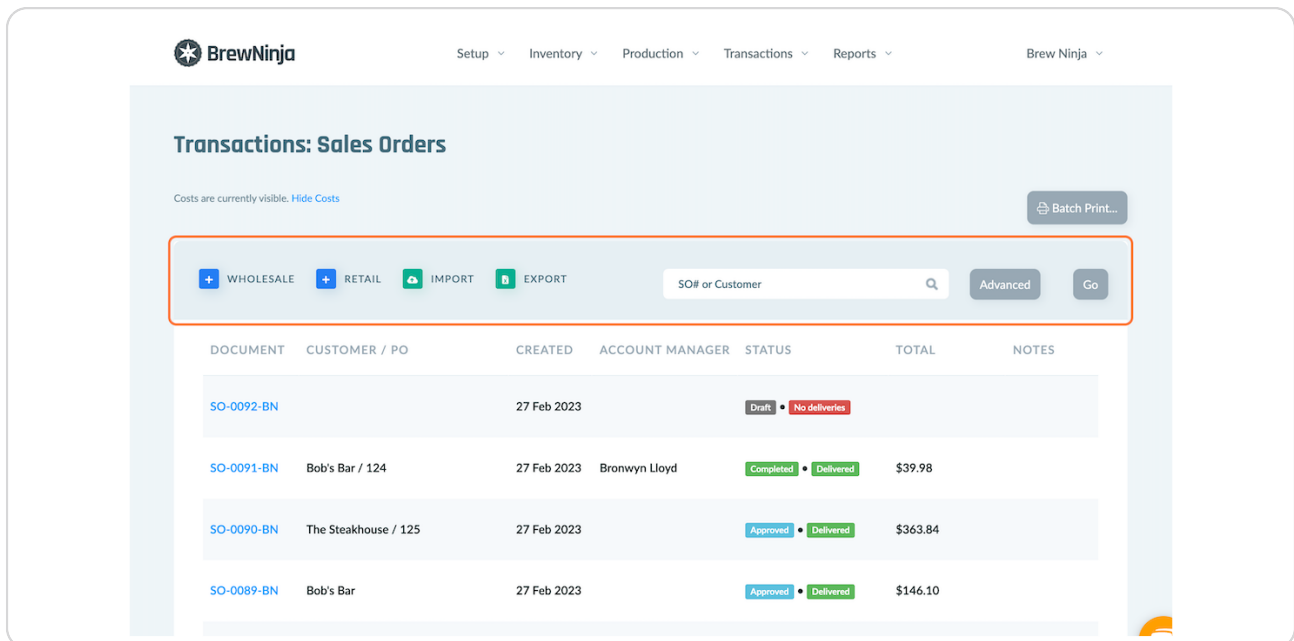 BrewNinja
Setup Inventory Production Transactions Reports Brew Ninja
Transactions: Sales Orders
Costs are currently visible. Hide Costs
Batch Print...
WHOLESALE RETAIL IMPORT EXPORT SO# or Customer Advanced Go
DOCUMENT CUSTOMER / PO CREATED ACCOUNT MANAGER STATUS TOTAL NOTES
SO-0092-BN 27 Feb 2023 Draft • No deliveries
SO-0091-BN Bob's Bar / 124 27 Feb 2023 Bronwyn Lloyd Completed • Delivered $39.98
SO-0090-BN The Steakhouse / 125 27 Feb 2023 Approved • Delivered $363.84
SO-0089-BN Bob's Bar 27 Feb 2023 Approved • Delivered $146.10